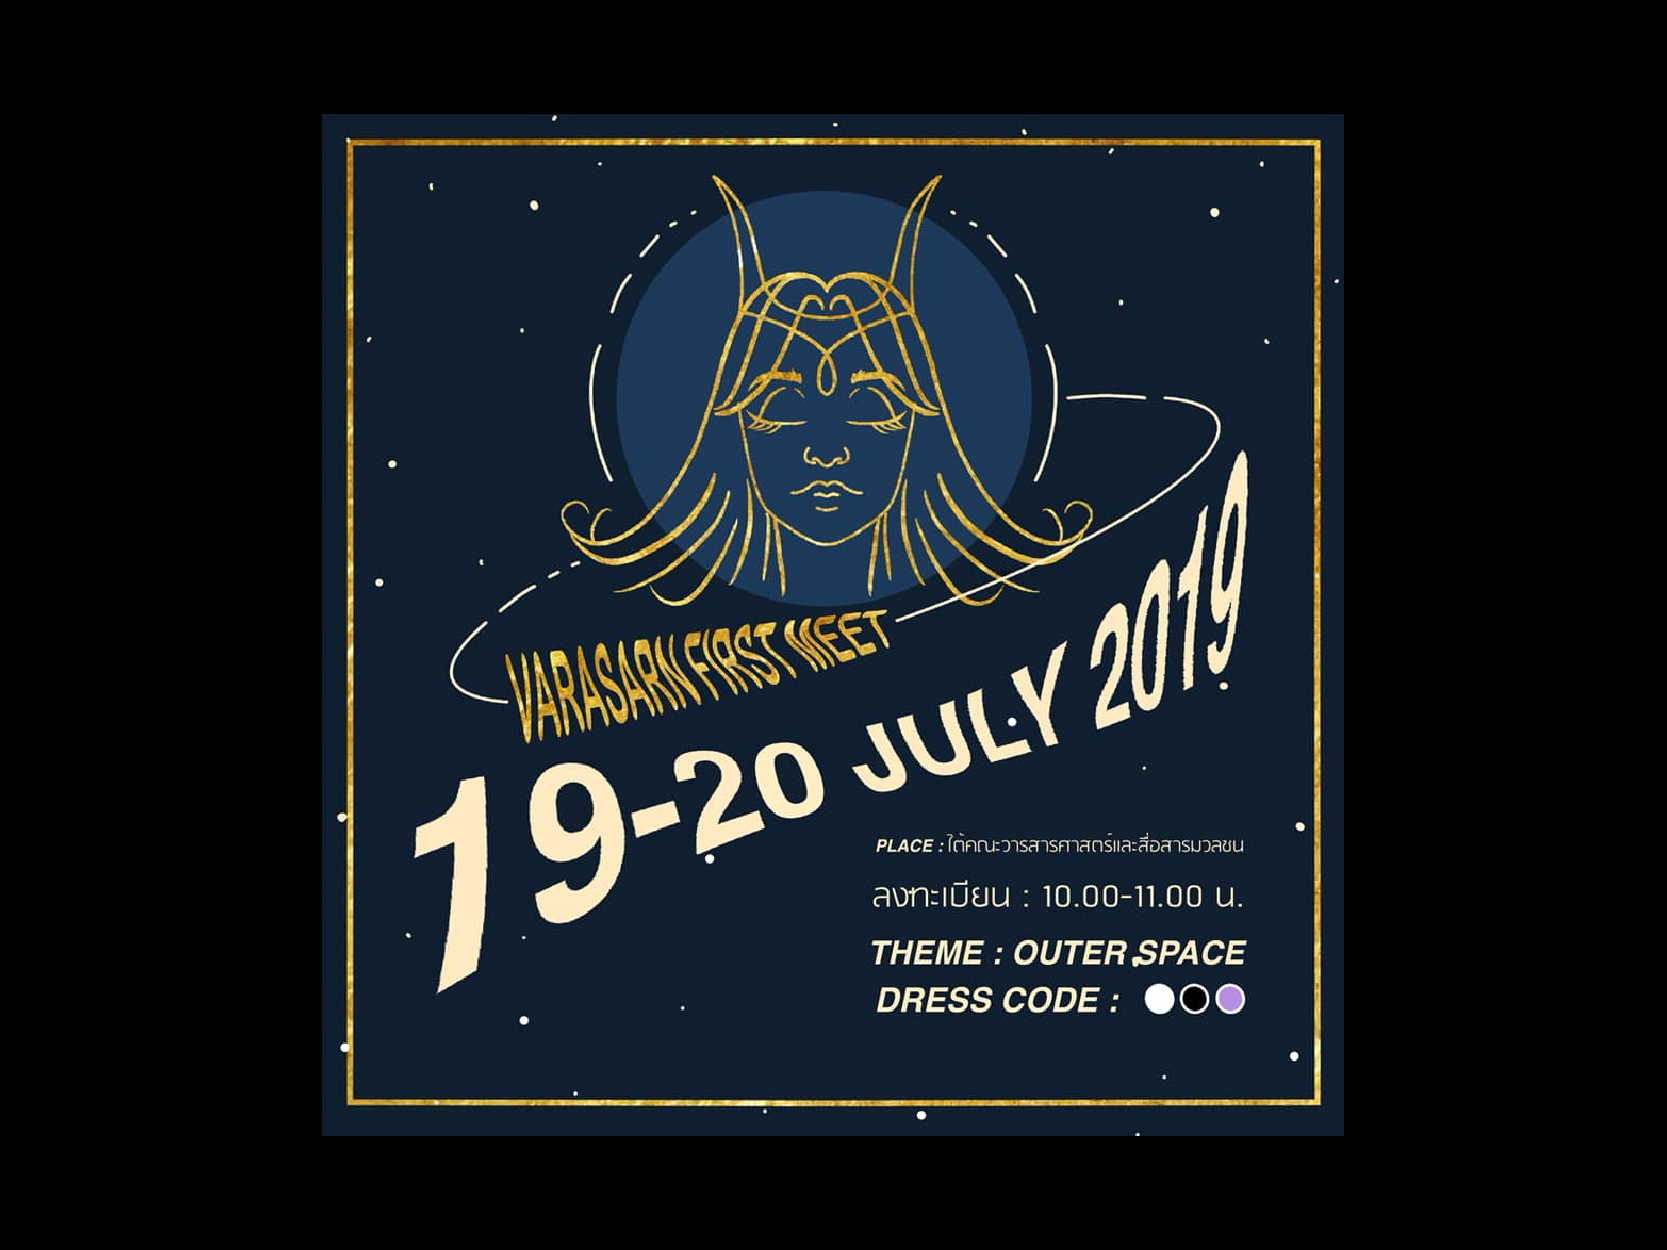 VARASARN FIRST MEET
19-20 JULY 2019
PLACE : ใต้คณะวารสารศาสตร์และสื่อสารมวลชน
ลงทะเบียน : 10.00-11.00 น.
THEME : OUTER SPACE
DRESS CODE :